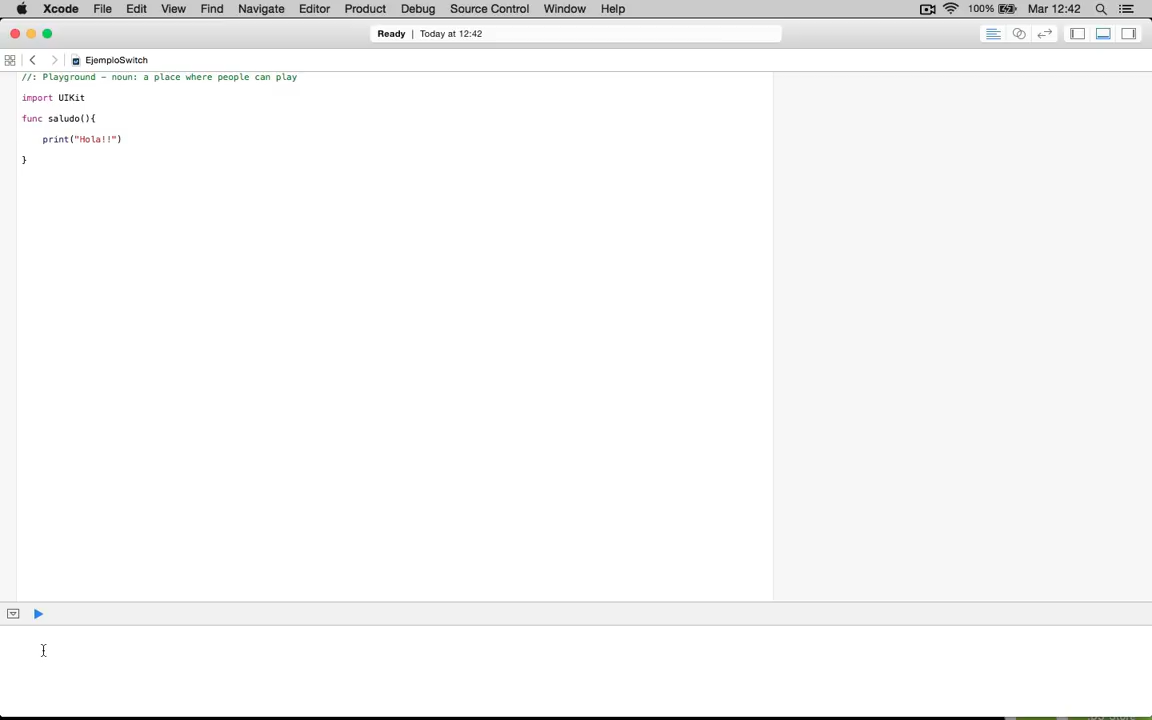 Xcode File Edit View Find Navigate Editor Product Debug Source Control Window Help 100% Mar 12:42
Ready | Today at 12:42
EjemploSwitch
//: Playground - noun: a place where people can play
import UIKit
func saludo(){
print("Hola!!")
}